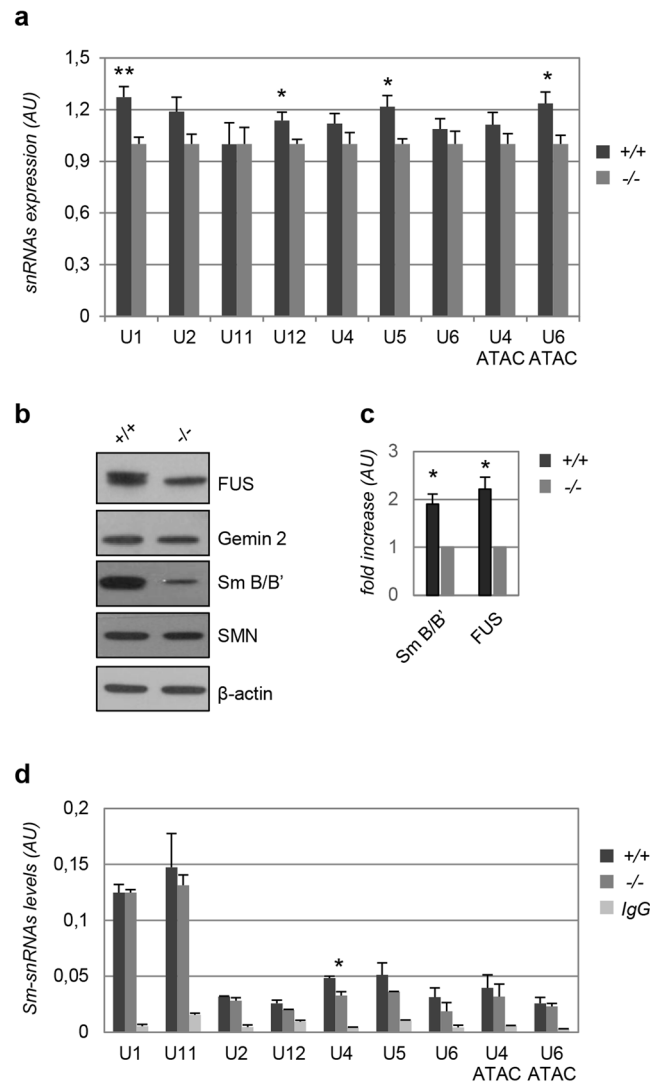 a
snRNAs expression (AU)
1,5
1,2
0,9
0,6
0,3
0
** * * *
U1 U2 U11 U12 U4 U5 U6 U4 ATAC U6 ATAC
+/+
-/-
b
+/+ -/-
FUS
Gemin 2
Sm B/B'
SMN
β-actin
c
fold increase (AU)
3
2
1
0
* *
Sm B/B' FUS
+/+
-/-
d
Sm-snRNAs levels (AU)
0,2
0,15
0,1
0,05
0
*
U1 U11 U2 U12 U4 U5 U6 U4 ATAC U6 ATAC
+/+
-/-
IgG